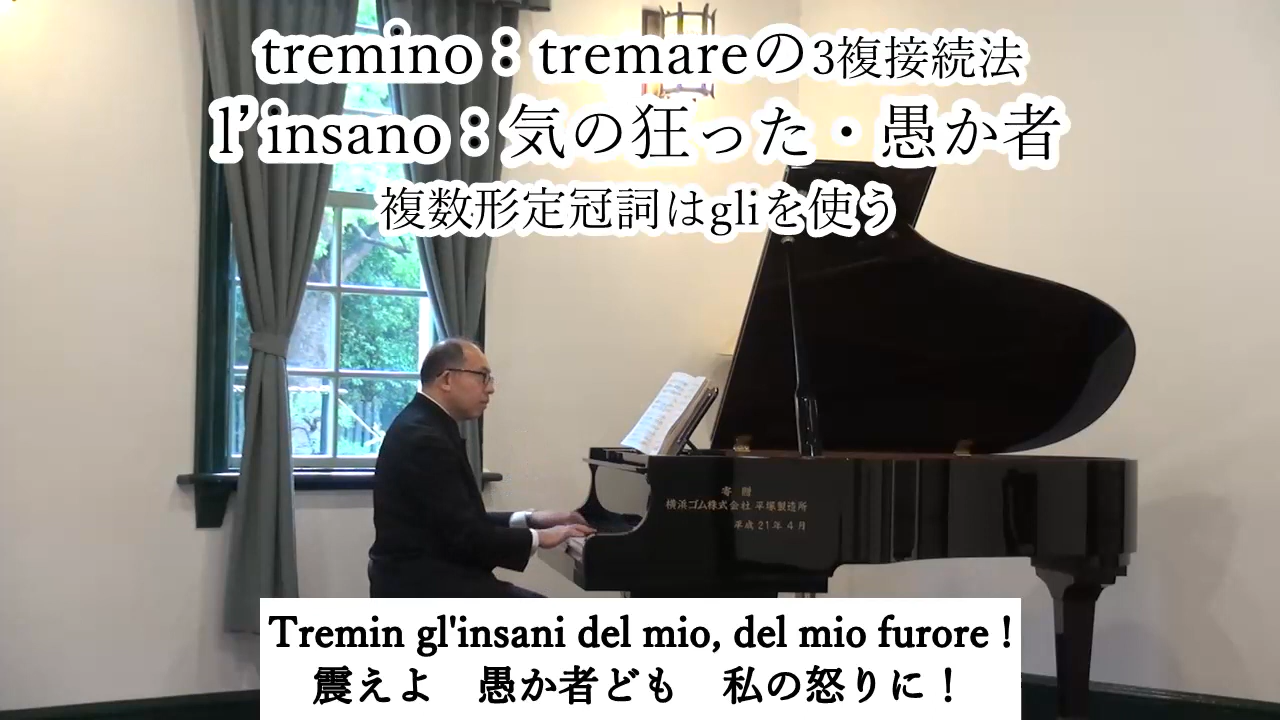 tremino：tremareの3複接続法
l’insano：気の狂った・愚か者
複数形定冠詞はgliを使う
寄 贈
横浜ゴム株式会社 平塚製造所
平成 21年 4月
Tremin gl'insani del mio, del mio furore !
震えよ　愚か者ども　私の怒りに！